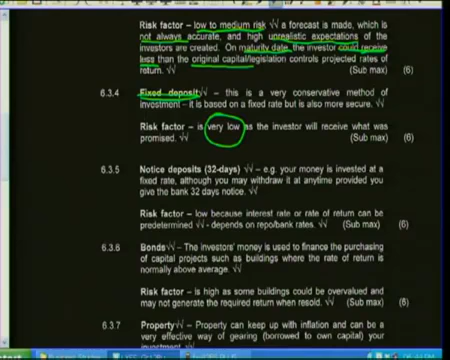 Risk factor - low to medium risk √√ a forecast is made, which is
not always accurate, and high unrealistic expectations of the
investors are created. On maturity date, the investor could receive
less than the original capital/legislation controls projected rates of
return. √√ (Sub max) (6)
6.3.4 Fixed deposit√√ – this is a very conservative method of
investment – it is based on a fixed rate but is also more secure. √√
Risk factor - is very low as the investor will receive what was
promised. √√ (Sub max) (6)
6.3.5 Notice deposits (32-days) √√ – e.g. your money is invested at a
fixed rate, although you may withdraw it at anytime provided you
give the bank 32 days notice. √√
Risk factor - low because interest rate or rate of return can be
predetermined √√ - depends on repo/bank rates. √√ (Sub max) (6)
6.3.6 Bonds√√ – The investors' money is used to finance the purchasing
of capital projects such as buildings where the rate of return is
normally above average. √√
Risk factor - is high as some buildings could be overvalued and
may not generate the required return when resold. √√ (Sub max) (6)
6.3.7 Property√√ – Property can keep up with inflation and can be a
very effective way of gearing (borrowed to own capital) your